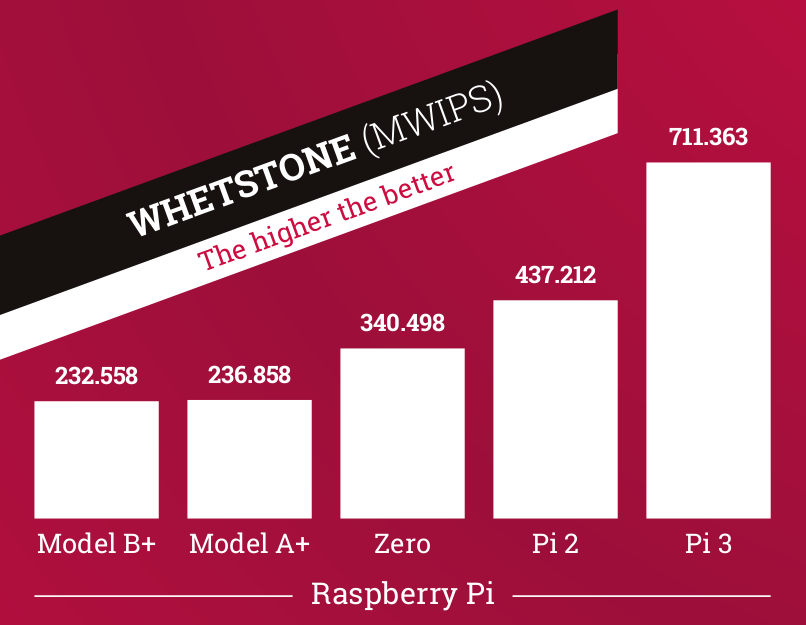 WHETSTONE (MWIPS)
The higher the better
711.363
437.212
340.498
232.558
236.858
Model B+
Model A+
Zero
Pi 2
Pi 3
Raspberry Pi